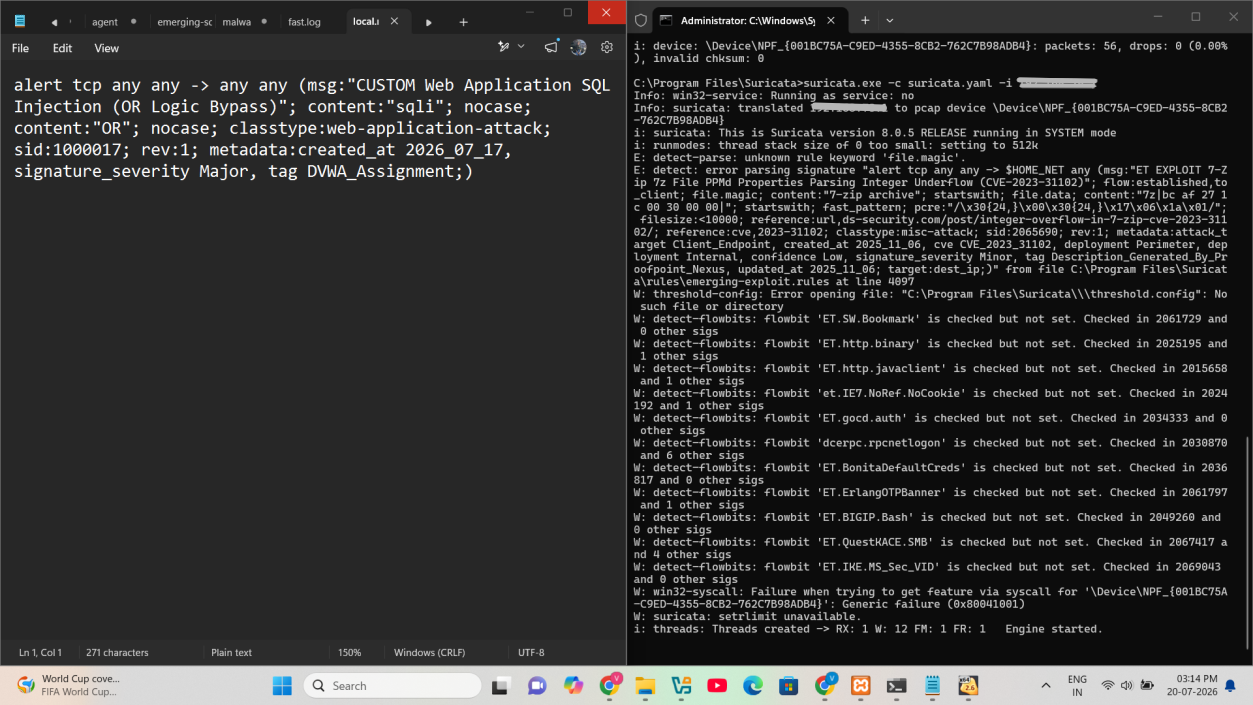 agent
emerging-sc
malwa
fast.log
local.r
File
Edit
View
alert tcp any any -> any any (msg:"CUSTOM Web Application SQL
Injection (OR Logic Bypass)"; content:"sqli"; nocase;
content:"OR"; nocase; classtype:web-application-attack;
sid:1000017; rev:1; metadata:created_at 2026_07_17,
signature_severity Major, tag DVWA_Assignment;)
Ln 1, Col 1
271 characters
Plain text
150%
Windows (CRLF)
UTF-8
Administrator: C:\Windows\Sy
i: device: \Device\NPF_{001BC75A-C9ED-4355-8CB2-762C7B98ADB4}: packets: 56, drops: 0 (0.00%
), invalid chksum: 0
C:\Program Files\Suricata>suricata.exe -c suricata.yaml -i
Info: win32-service: Running as service: no
Info: suricata: translated to pcap device \Device\NPF_{001BC75A-C9ED-4355-8CB2
-762C7B98ADB4}
i: suricata: This is Suricata version 8.0.5 RELEASE running in SYSTEM mode
i: runmodes: thread stack size of 0 too small: setting to 512k
E: detect-parse: unknown rule keyword 'file.magic'.
E: detect: error parsing signature "alert tcp any any -> $HOME_NET any (msg:"ET EXPLOIT 7-Z
ip 7z File PPMd Properties Parsing Integer Underflow (CVE-2023-31102)"; flow:established,to
_client; file.magic; content:"7-zip archive"; startswith; file.data; content:"7z|bc af 27 1
c 00 30 00 00|"; startswith; fast_pattern; pcre:"/\x30{24,}\x00\x30{24,}\x17\x06\x1a\x01/";
 filesize:<10000; reference:url,ds-security.com/post/integer-overflow-in-7-zip-cve-2023-311
02/; reference:cve,2023-31102; classtype:misc-attack; sid:2065690; rev:1; metadata:attack_t
arget Client_Endpoint, created_at 2025_11_06, cve CVE_2023_31102, deployment Perimeter, dep
loyment Internal, confidence Low, signature_severity Minor, tag Description_Generated_By_Pr
oofpoint_Nexus, updated_at 2025_11_06; target:dest_ip;)" from file C:\Program Files\Suricat
a\rules\emerging-exploit.rules at line 4097
W: threshold-config: Error opening file: "C:\Program Files\Suricata\\\threshold.config": No
 such file or directory
W: detect-flowbits: flowbit 'ET.SW.Bookmark' is checked but not set. Checked in 2061729 and
 0 other sigs
W: detect-flowbits: flowbit 'ET.http.binary' is checked but not set. Checked in 2025195 and
 1 other sigs
W: detect-flowbits: flowbit 'ET.http.javaclient' is checked but not set. Checked in 2015658
 and 1 other sigs
W: detect-flowbits: flowbit 'et.IE7.NoRef.NoCookie' is checked but not set. Checked in 2024
192 and 1 other sigs
W: detect-flowbits: flowbit 'ET.gocd.auth' is checked but not set. Checked in 2034333 and 0
 other sigs
W: detect-flowbits: flowbit 'dcerpc.rpcnetlogon' is checked but not set. Checked in 2030870
 and 6 other sigs
W: detect-flowbits: flowbit 'ET.BonitaDefaultCreds' is checked but not set. Checked in 2036
817 and 0 other sigs
W: detect-flowbits: flowbit 'ET.ErlangOTPBanner' is checked but not set. Checked in 2061797
 and 1 other sigs
W: detect-flowbits: flowbit 'ET.BIGIP.Bash' is checked but not set. Checked in 2049260 and
0 other sigs
W: detect-flowbits: flowbit 'ET.QuestKACE.SMB' is checked but not set. Checked in 2067417 a
nd 4 other sigs
W: detect-flowbits: flowbit 'ET.IKE.MS_Sec_VID' is checked but not set. Checked in 2069043
and 0 other sigs
W: win32-syscall: Failure when trying to get feature via syscall for '\Device\NPF_{001BC75A
-C9ED-4355-8CB2-762C7B98ADB4}': Generic failure (0x80041001)
W: suricata: setrlimit unavailable.
i: threads: Threads created -> RX: 1 W: 12 FM: 1 FR: 1   Engine started.
World Cup cove...
FIFA World Cup...
Search
ENG
IN
03:14 PM
20-07-2026